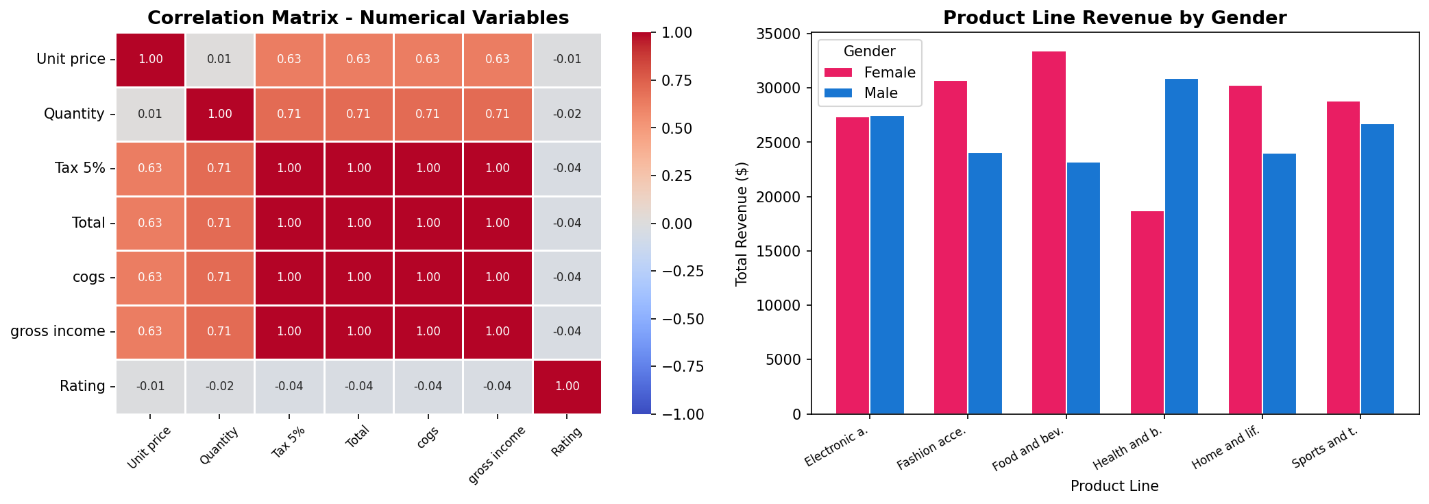 Correlation Matrix - Numerical Variables
Unit price 1.00 0.01 0.63 0.63 0.63 0.63 -0.01
Quantity 0.01 1.00 0.71 0.71 0.71 0.71 -0.02
Tax 5% 0.63 0.71 1.00 1.00 1.00 1.00 -0.04
Total 0.63 0.71 1.00 1.00 1.00 1.00 -0.04
cogs 0.63 0.71 1.00 1.00 1.00 1.00 -0.04
gross income 0.63 0.71 1.00 1.00 1.00 1.00 -0.04
Rating -0.01 -0.02 -0.04 -0.04 -0.04 -0.04 1.00
Unit price Quantity Tax 5% Total cogs gross income Rating
1.00
0.75
0.50
0.25
0.00
−0.25
−0.50
−0.75
−1.00
Product Line Revenue by Gender
Gender
Female
Male
Total Revenue ($)
35000
30000
25000
20000
15000
10000
5000
0
Electronic a. Fashion acce. Food and bev. Health and b. Home and lif. Sports and t.
Product Line